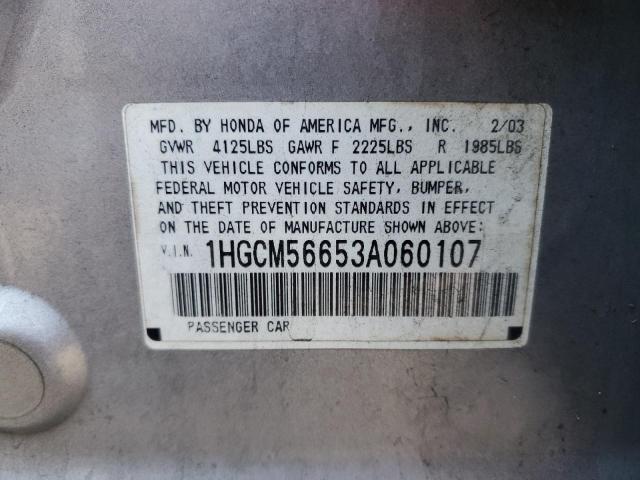 MFD. BY HONDA OF AMERICA MFG., INC. 2/03
GVWR 4125LBS GAWR F 2225LBS R 1985LBS
THIS VEHICLE CONFORMS TO ALL APPLICABLE
FEDERAL MOTOR VEHICLE SAFETY, BUMPER,
AND THEFT PREVENTION STANDARDS IN EFFECT
ON THE DATE OF MANUFACTURE SHOWN ABOVE:
V.I.N. 1HGCM56653A060107
PASSENGER CAR